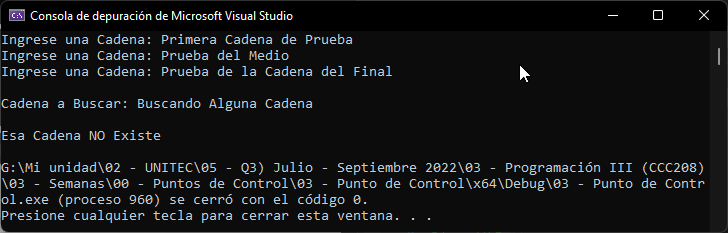 Consola de depuración de Microsoft Visual Studio
Ingrese una Cadena: Primera Cadena de Prueba
Ingrese una Cadena: Prueba del Medio
Ingrese una Cadena: Prueba de la Cadena del Final
Cadena a Buscar: Buscando Alguna Cadena
Esa Cadena NO Existe
G:\Mi unidad\02 - UNITEC\05 - Q3) Julio - Septiembre 2022\03 - Programación III (CCC208)
\03 - Semanas\00 - Puntos de Control\03 - Punto de Control\x64\Debug\03 - Punto de Contr
ol.exe (proceso 960) se cerró con el código 0.
Presione cualquier tecla para cerrar esta ventana. . .